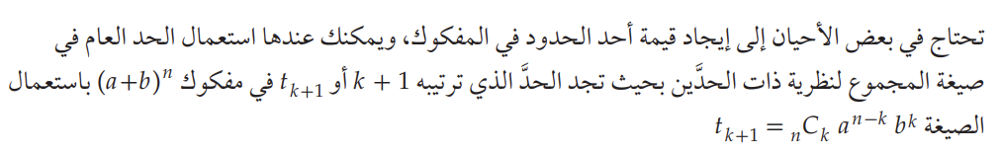 تحتاج في بعض الأحيان إلى إيجاد قيمة أحد الحدود في المفكوك، ويمكنك عندها استعمال الحد العام في
صيغة المجموع لنظرية ذات الحدَّين بحيث تجد الحدَّ الذي ترتيبه k + 1 أو t_{k+1} في مفكوك (a+b)^n باستعمال
الصيغة t_{k+1} = {}_nC_k a^{n-k} b^k